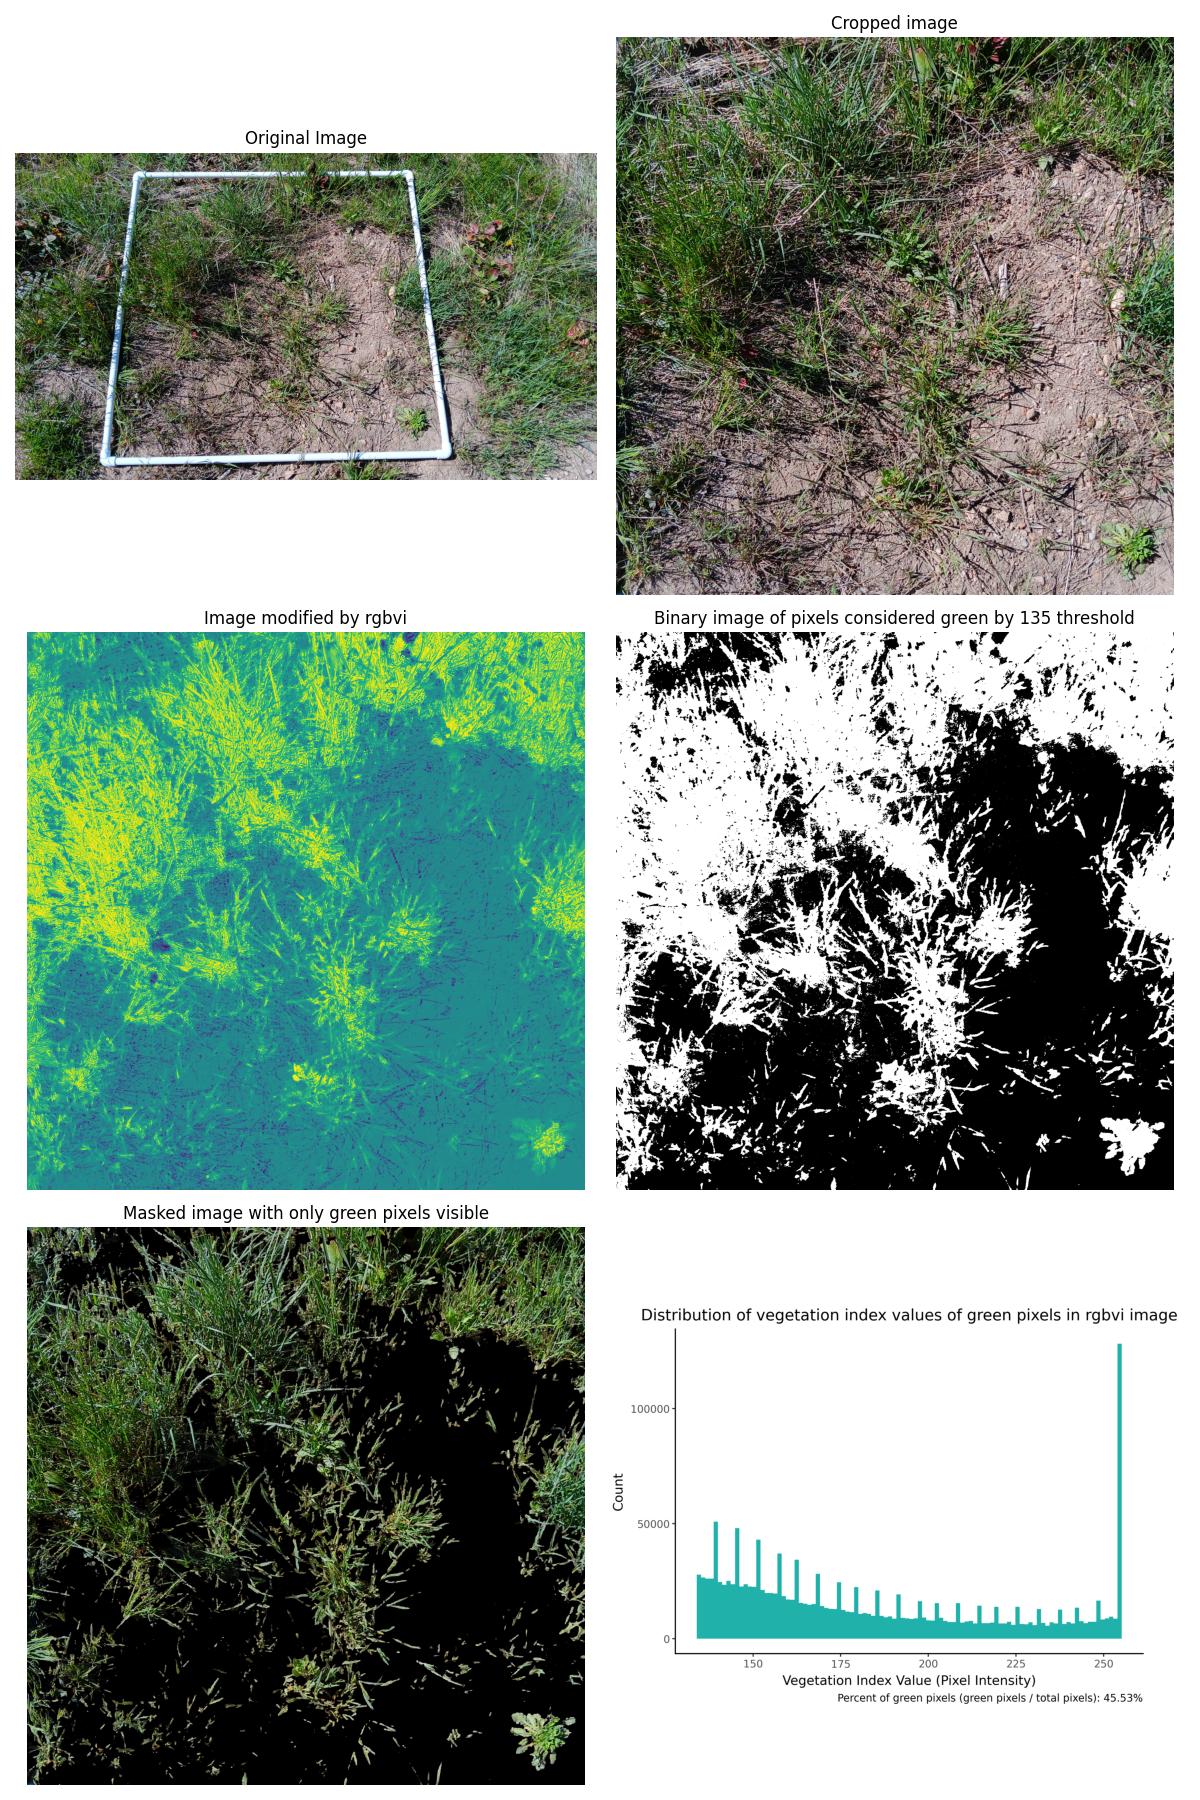 Cropped image
Original Image
Image modified by rgbvi
Binary image of pixels considered green by 135 threshold
Masked image with only green pixels visible
Distribution of vegetation index values of green pixels in rgbvi image
100000
50000
0
Count
150 175 200 225 250
Vegetation Index Value (Pixel Intensity)
Percent of green pixels (green pixels / total pixels): 45.53%